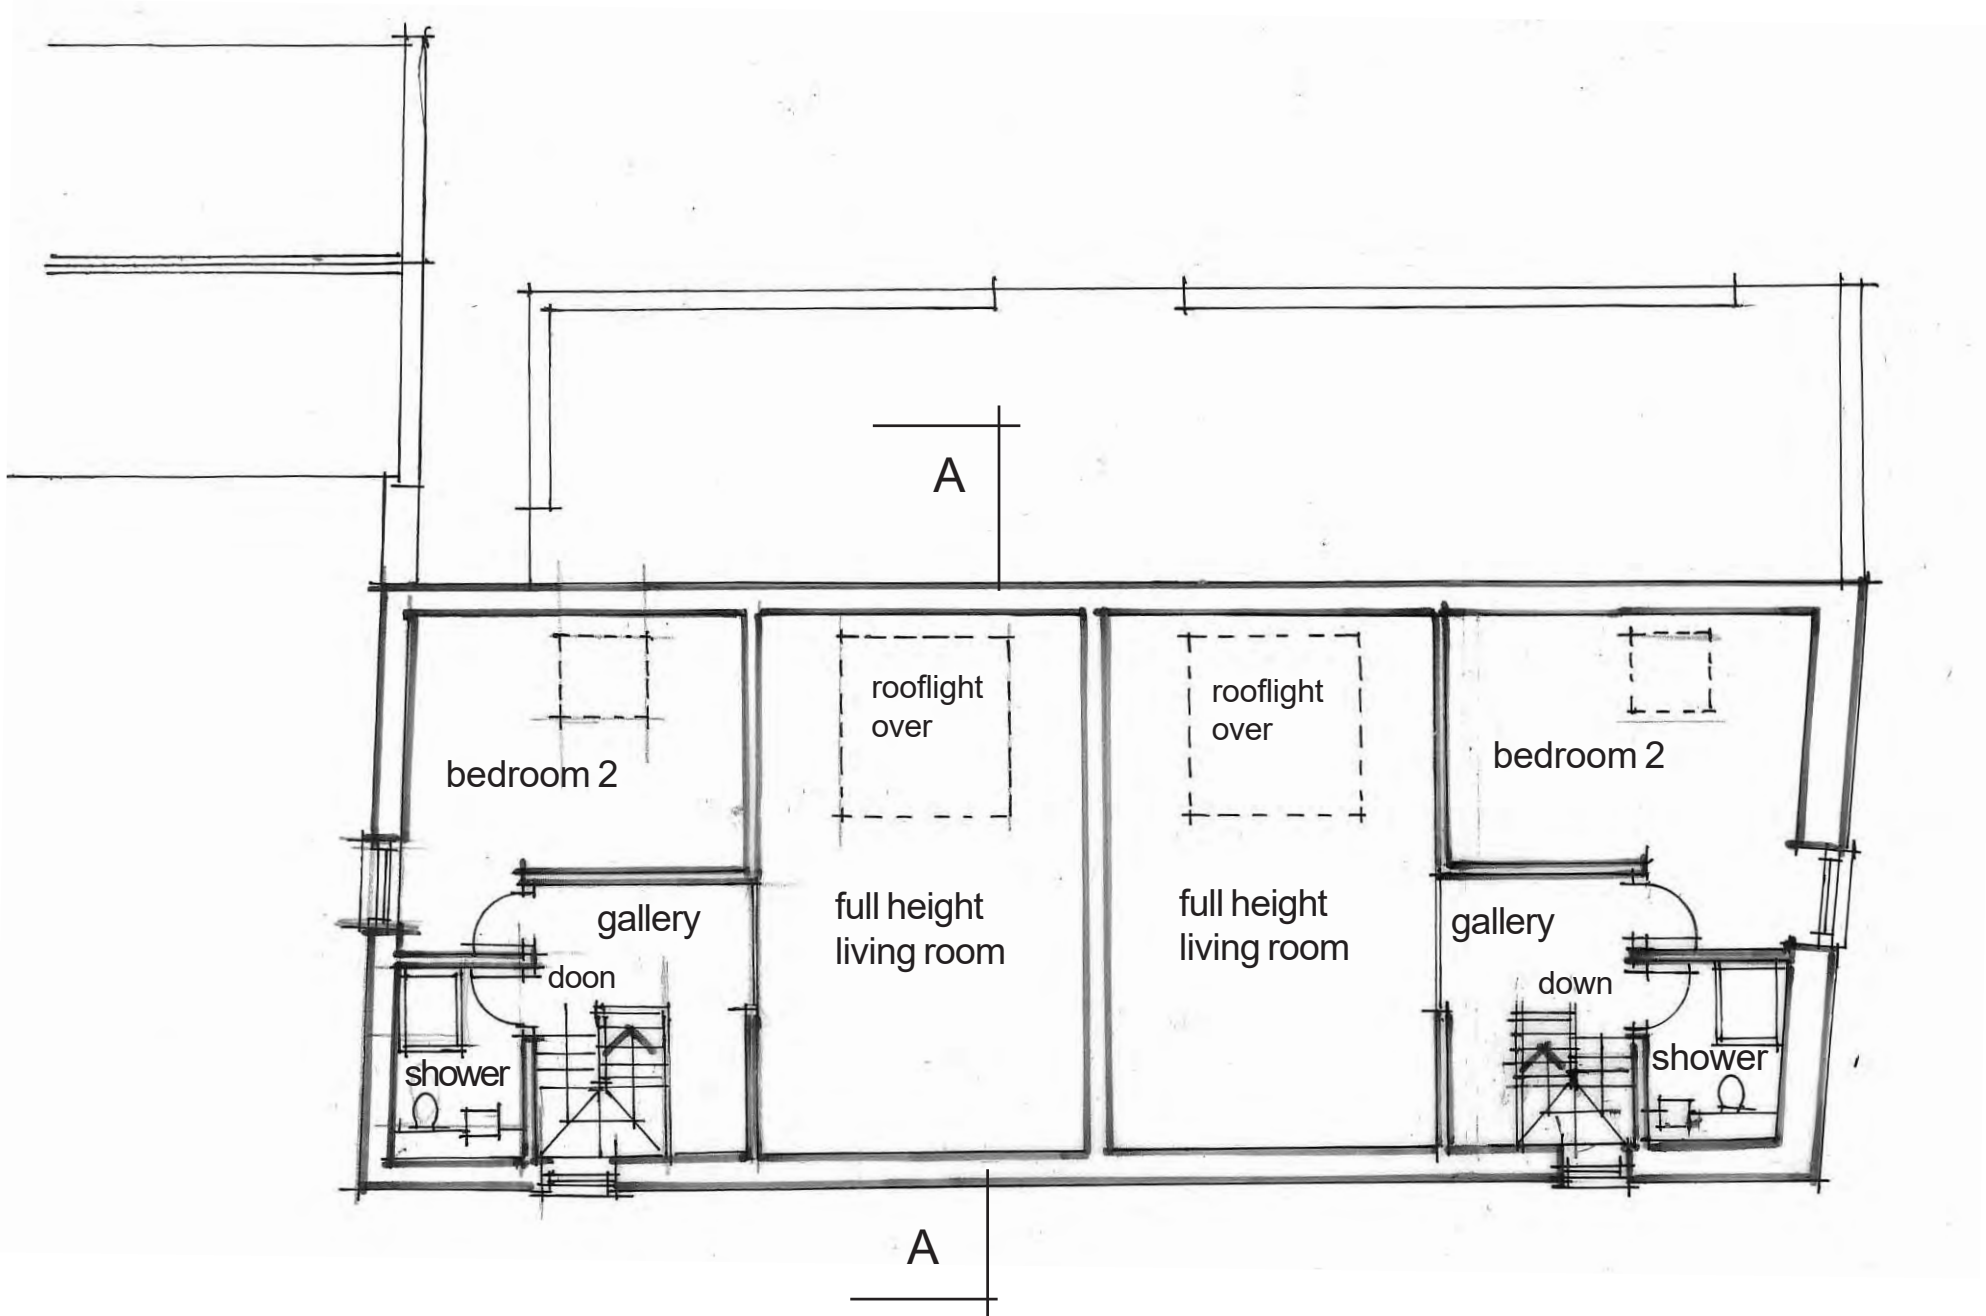 A
rooflight
over
rooflight
over
bedroom 2
bedroom 2
full height
living room
full height
living room
gallery
gallery
doon
down
shower
shower
A